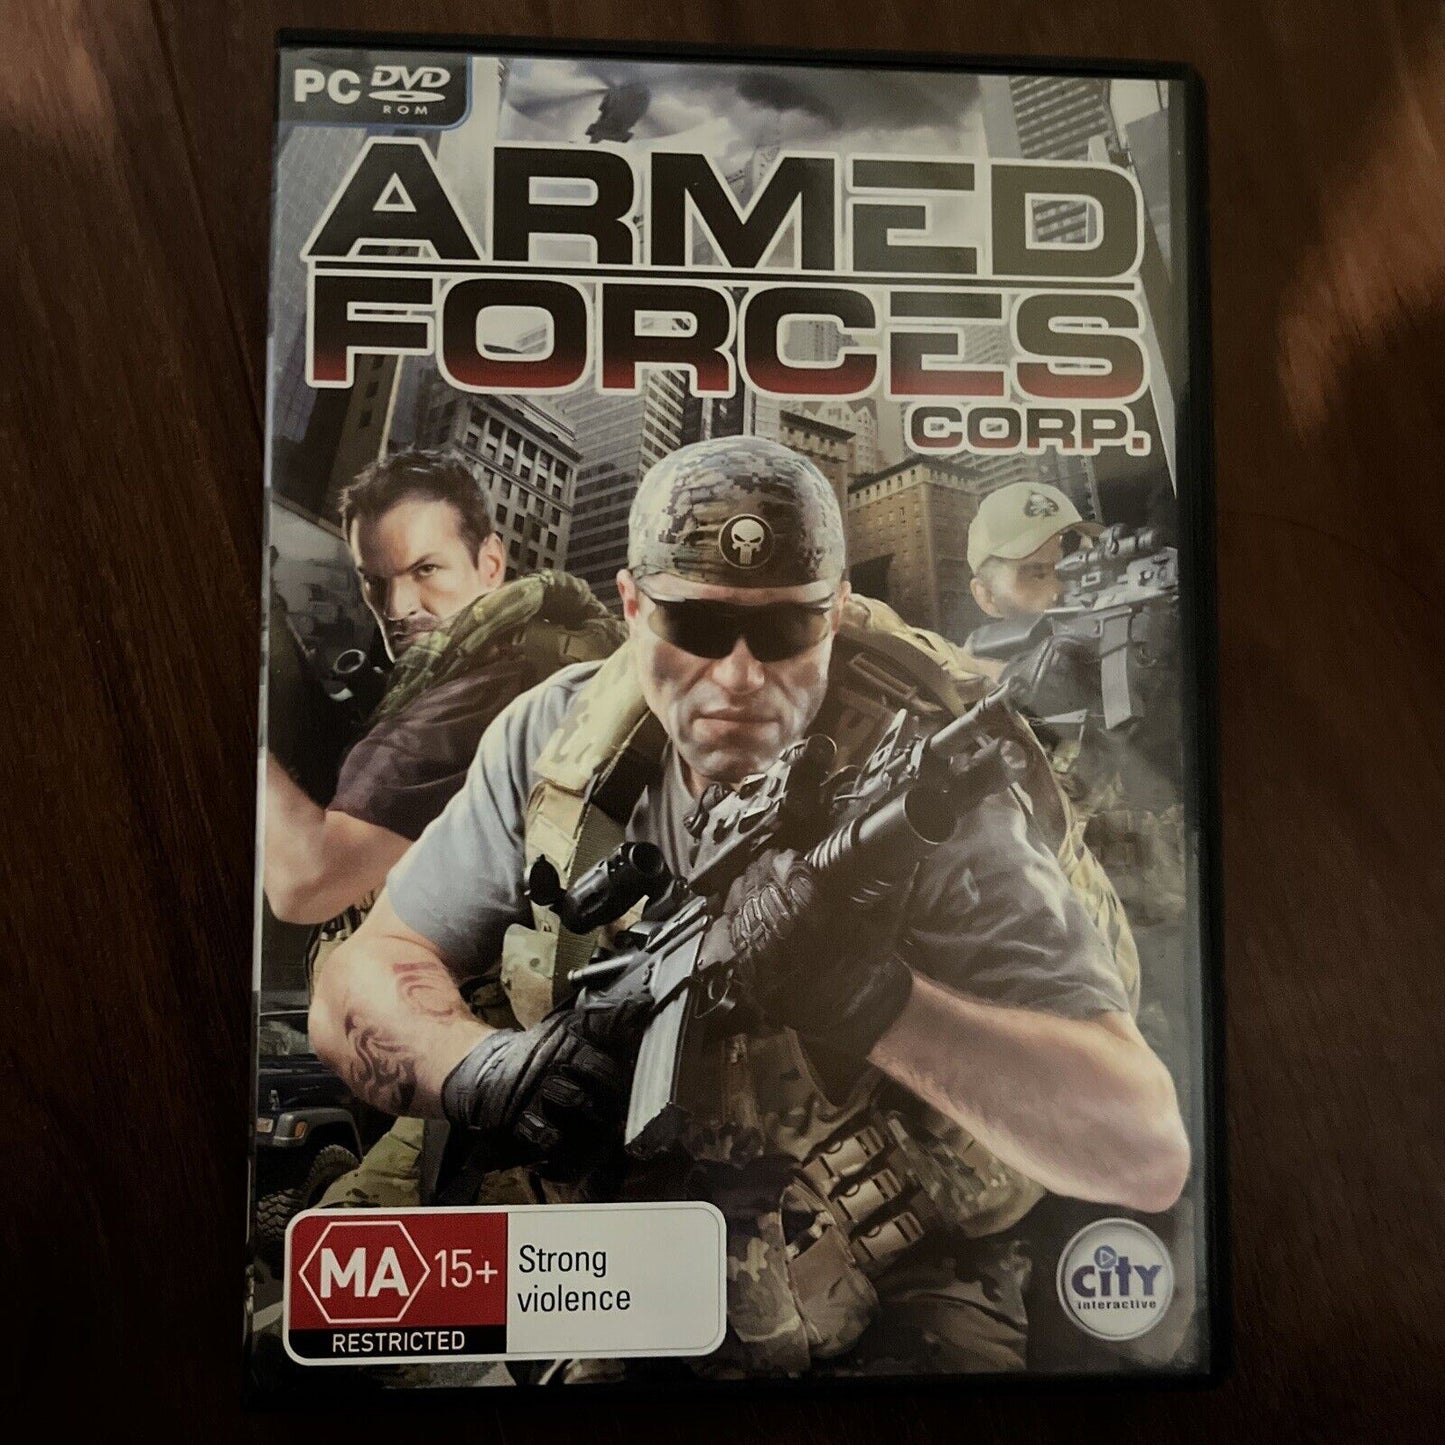 PC DVD
ROM
ARMED
FORCES
CORP.
MA 15+
RESTRICTED
Strong
violence
city
interactive